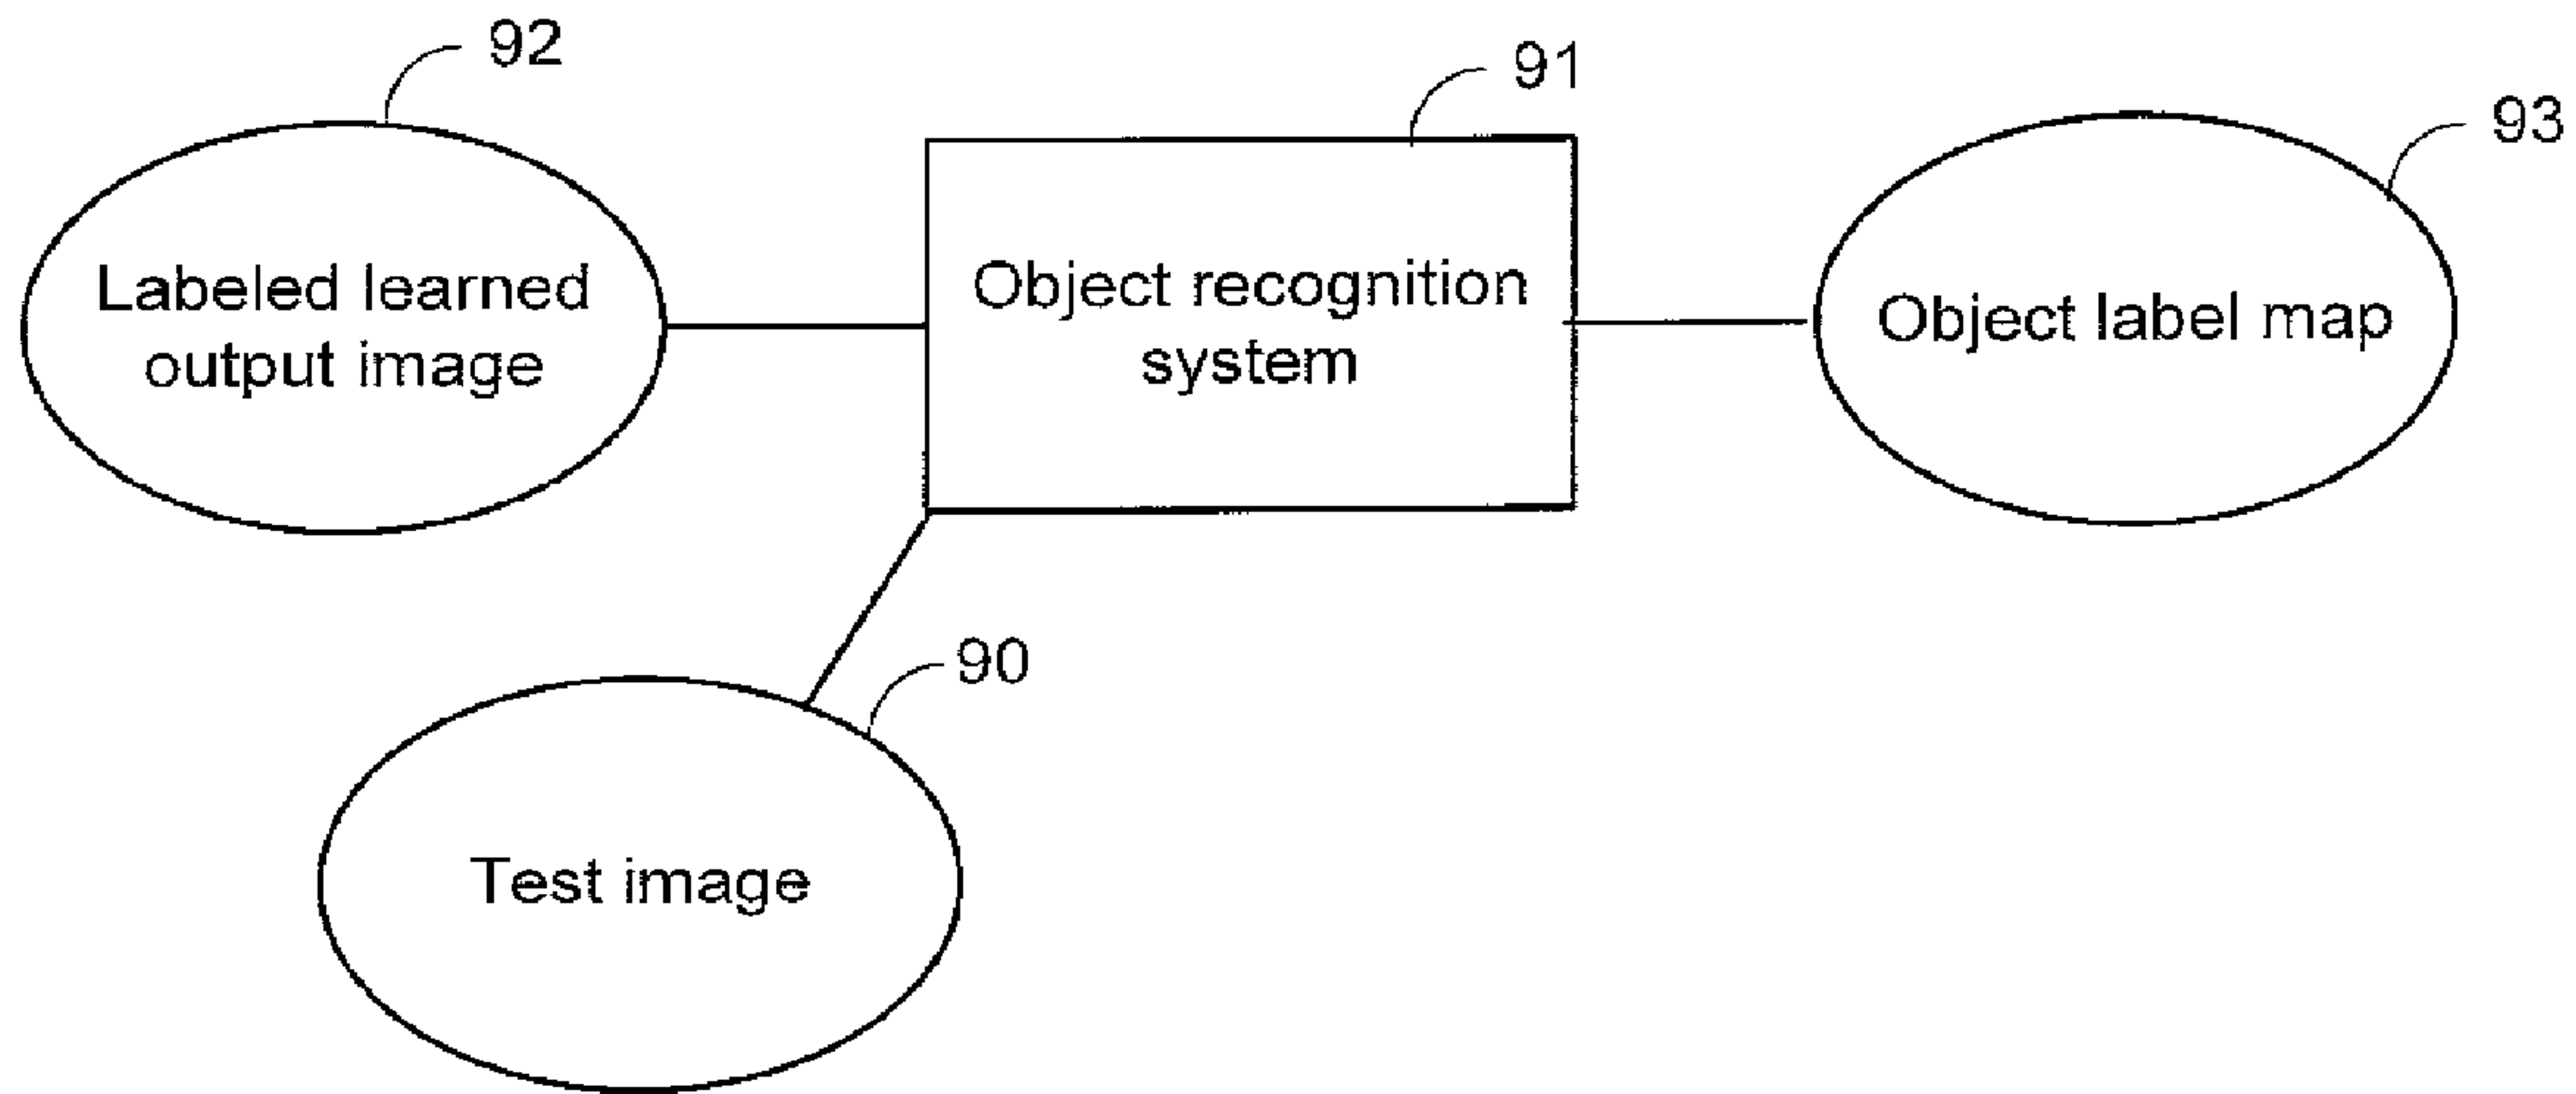 92
91
93
Labeled learned
output image
Object recognition
system
Object label map
90
Test image